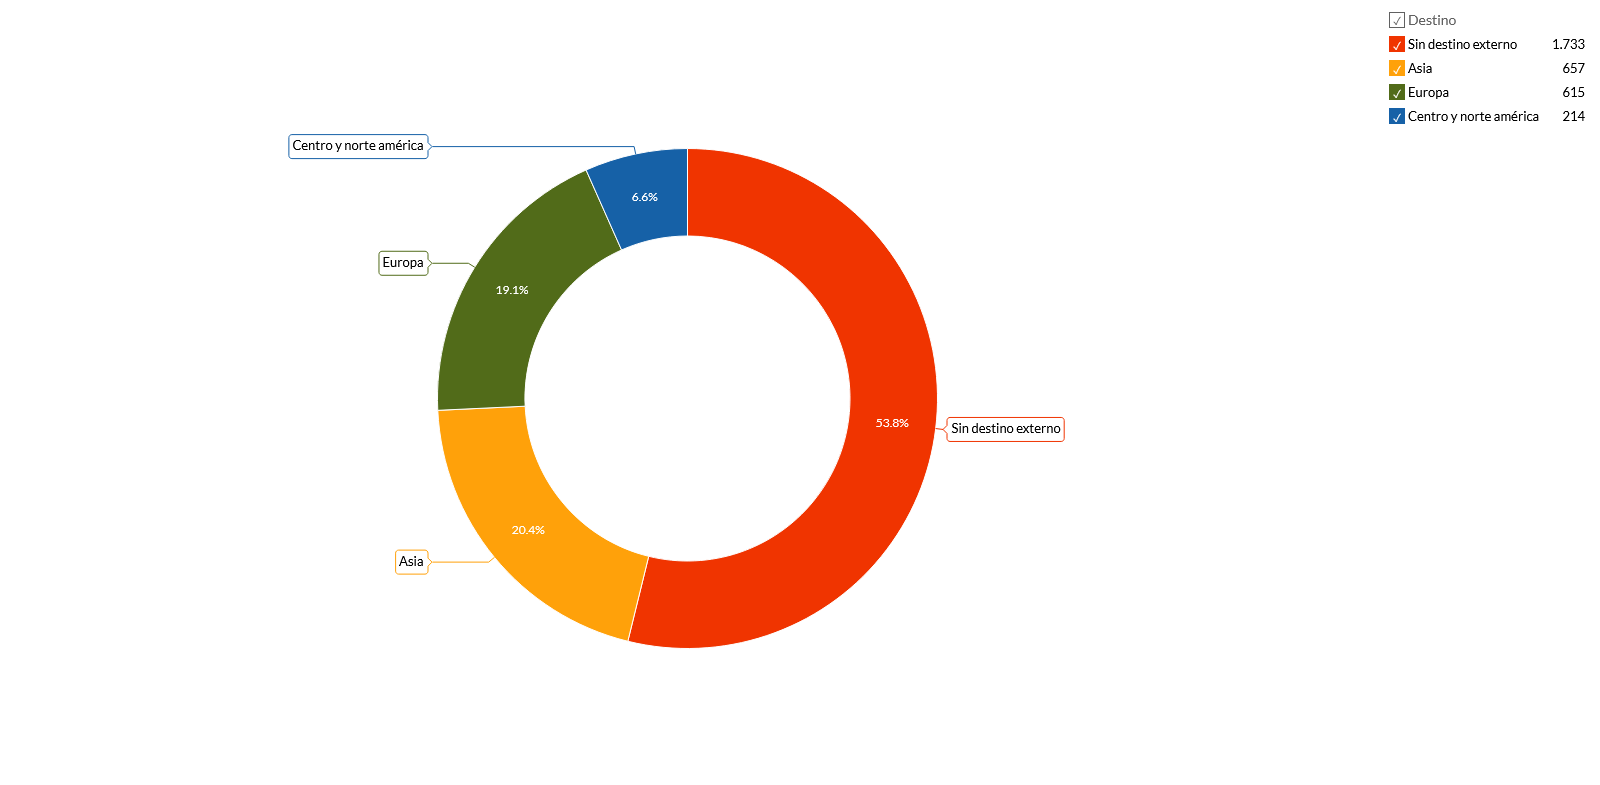 Destino
Sin destino externo 1.733
Asia 657
Europa 615
Centro y norte américa 214
Centro y norte américa
6.6%
Europa
19.1%
53.8%
Sin destino externo
20.4%
Asia